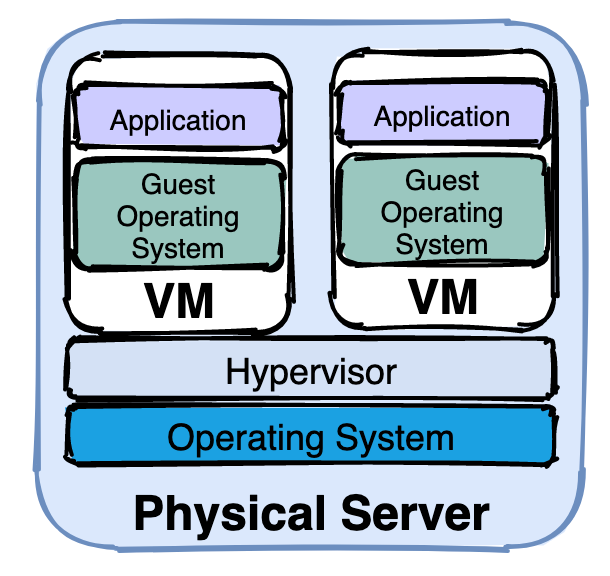 Application
Guest
Operating
System
VM
Application
Guest
Operating
System
VM
Hypervisor
Operating System
Physical Server